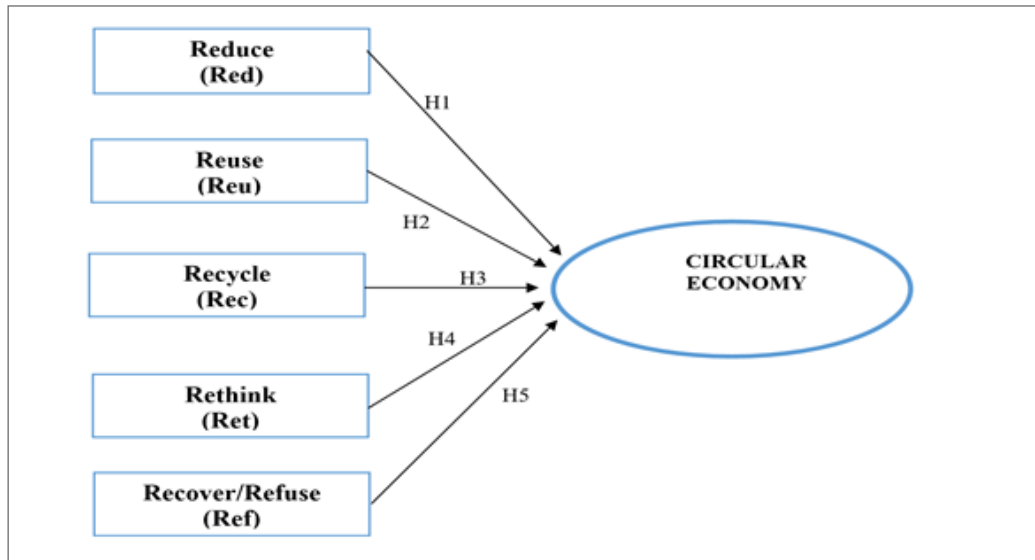 Reduce
(Red)
H1
Reuse
(Reu)
H2
Recycle
(Rec)
H3
CIRCULAR
ECONOMY
H4
Rethink
(Ret)
H5
Recover/Refuse
(Ref)